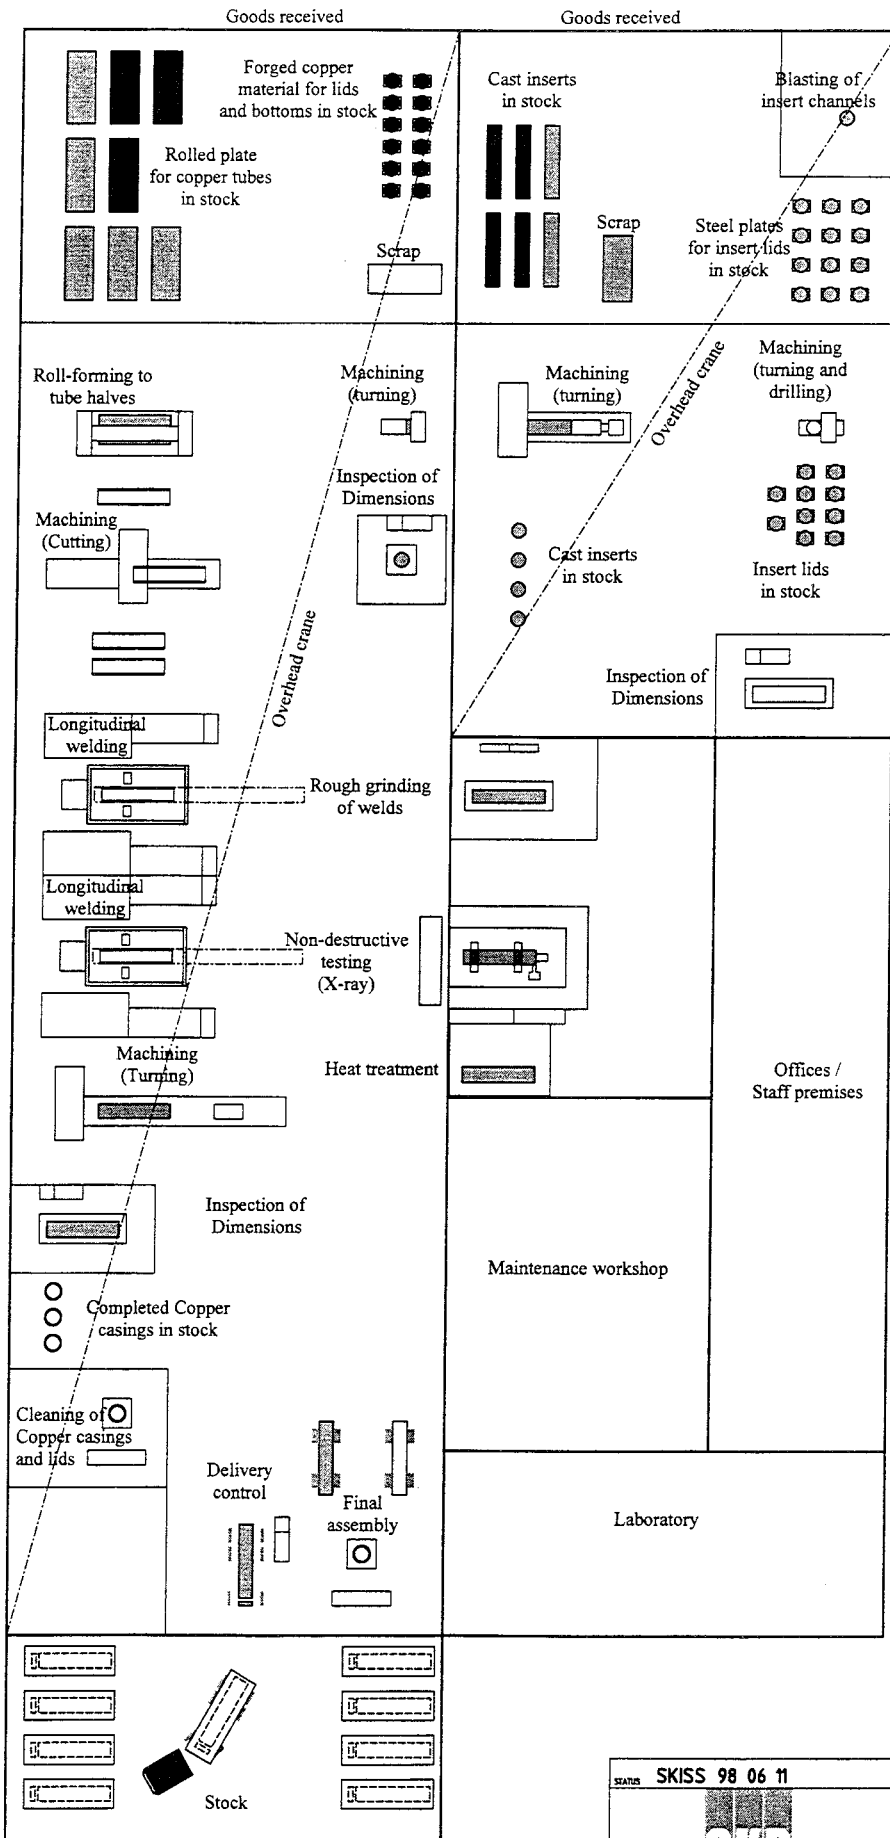 Goods received
Goods received
Forged copper
material for lids
and bottoms in stock
Cast inserts
in stock
Blasting of
insert channels
Rolled plate
for copper tubes
in stock
Scrap
Scrap
Steel plates
for insert lids
in stock
Roll-forming to
tube halves
Machining
(turning)
Machining
(turning)
Overhead crane
Machining
(turning and
drilling)
Inspection of
Dimensions
Machining
(Cutting)
Cast inserts
in stock
Insert lids
in stock
Overhead crane
Inspection of
Dimensions
Longitudinal
welding
Rough grinding
of welds
Longitudinal
welding
Non-destructive
testing
(X-ray)
Machining
(Turning)
Heat treatment
Offices /
Staff premises
Inspection of
Dimensions
Maintenance workshop
Completed Copper
casings in stock
Cleaning of
Copper casings
and lids
Delivery
control
Final
assembly
Laboratory
Stock
STATUS SKISS 98 06 11